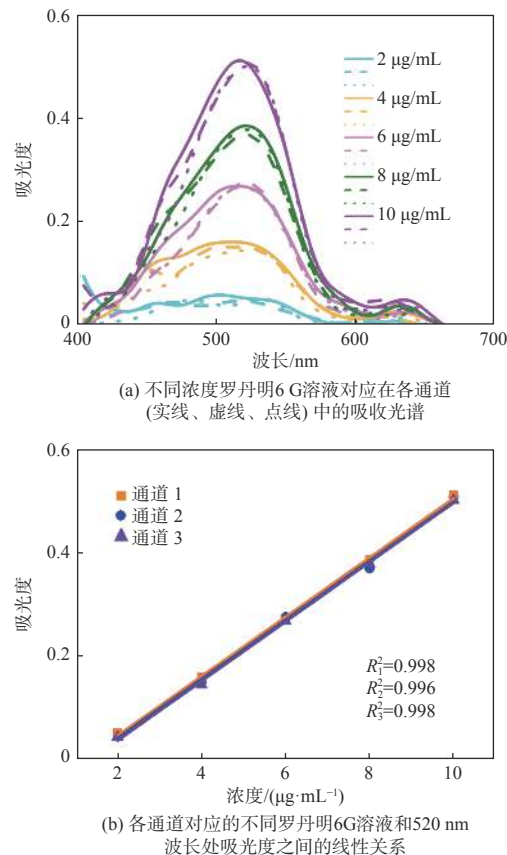 0.6
0.4
0.2
0
吸光度
2 μg/mL
4 μg/mL
6 μg/mL
8 μg/mL
10 μg/mL
400 500 600 700
波长/nm
(a) 不同浓度罗丹明6 G溶液对应在各通道
(实线、虚线、点线) 中的吸收光谱
0.6
0.4
0.2
0
吸光度
通道 1
通道 2
通道 3
R₁²=0.998
R₂²=0.996
R₃²=0.998
2 4 6 8 10
浓度/(μg·mL⁻¹)
(b) 各通道对应的不同罗丹明6G溶液和520 nm
波长处吸光度之间的线性关系